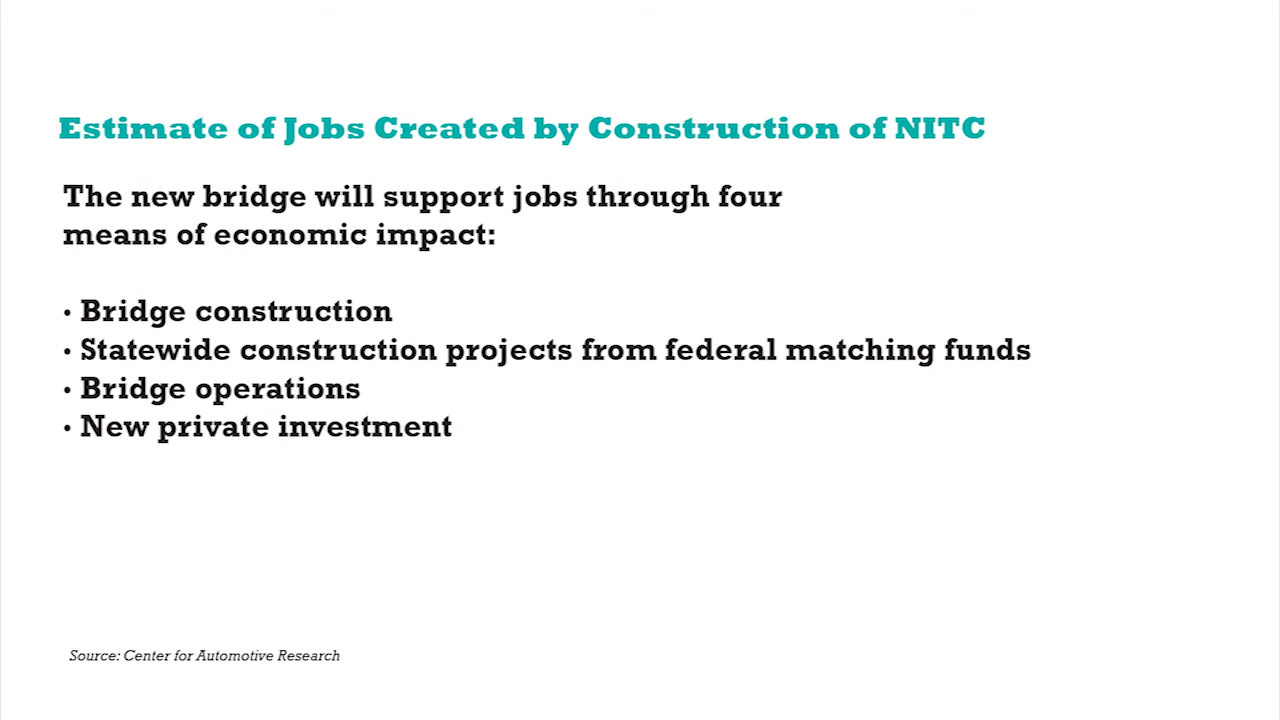 Estimate of Jobs Created by Construction of NITC
The new bridge will support jobs through four
means of economic impact:
• Bridge construction
• Statewide construction projects from federal matching funds
• Bridge operations
• New private investment
Source: Center for Automotive Research